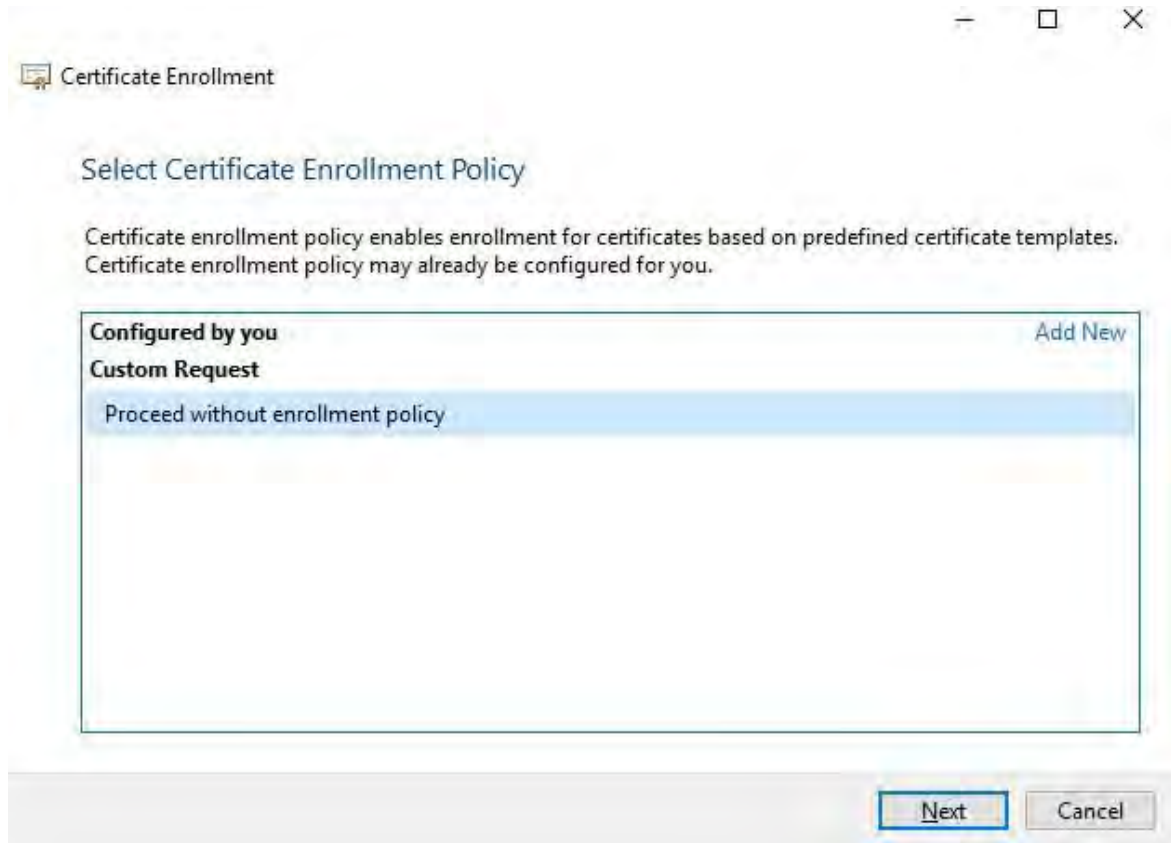 Certificate Enrollment
Select Certificate Enrollment Policy
Certificate enrollment policy enables enrollment for certificates based on predefined certificate templates.
Certificate enrollment policy may already be configured for you.
Configured by you Add New
Custom Request
Proceed without enrollment policy
Next Cancel